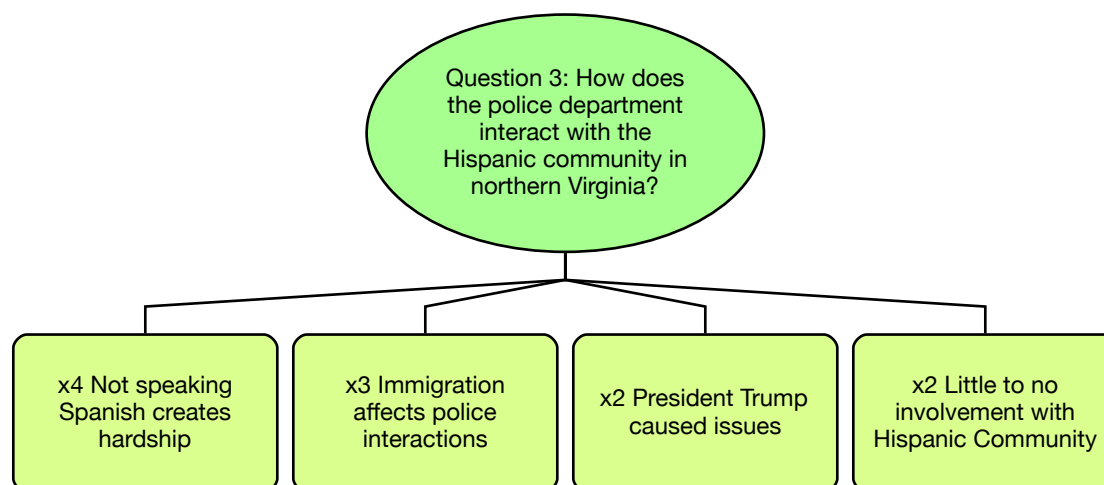 Question 3: How does
the police department
interact with the
Hispanic community in
northern Virginia?
x4 Not speaking
Spanish creates
hardship
x3 Immigration
affects police
interactions
x2 President Trump
caused issues
x2 Little to no
involvement with
Hispanic Community